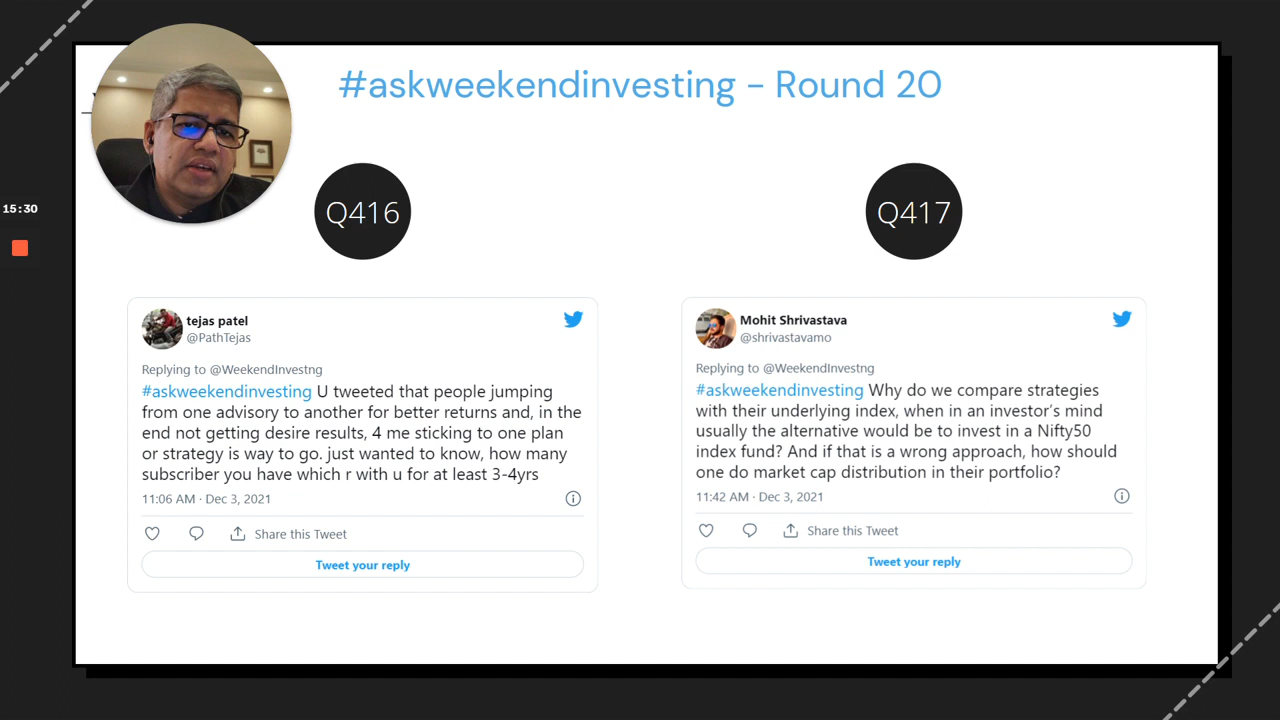 #askweekendinvesting - Round 20
15:30
Q416
tejas patel
@PathTejas
Replying to @WeekendInvestng
#askweekendinvesting U tweeted that people jumping
from one advisory to another for better returns and, in the
end not getting desire results, 4 me sticking to one plan
or strategy is way to go. just wanted to know, how many
subscriber you have which r with u for at least 3-4yrs
11:06 AM · Dec 3, 2021
Share this Tweet
Tweet your reply
Q417
Mohit Shrivastava
@shrivastavamo
Replying to @WeekendInvestng
#askweekendinvesting Why do we compare strategies
with their underlying index, when in an investor's mind
usually the alternative would be to invest in a Nifty50
index fund? And if that is a wrong approach, how should
one do market cap distribution in their portfolio?
11:42 AM · Dec 3, 2021
Share this Tweet
Tweet your reply